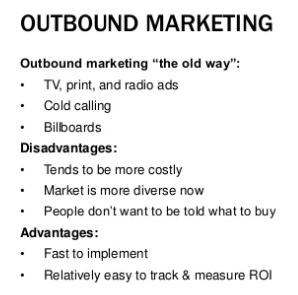 OUTBOUND MARKETING
Outbound marketing “the old way”:
• TV, print, and radio ads
• Cold calling
• Billboards
Disadvantages:
• Tends to be more costly
• Market is more diverse now
• People don’t want to be told what to buy
Advantages:
• Fast to implement
• Relatively easy to track & measure ROI